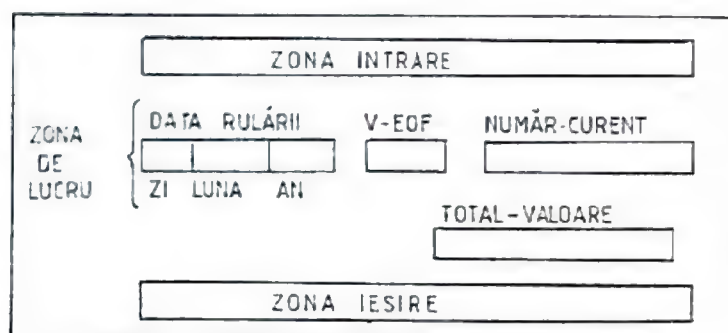 ZONA INTRARE
ZONA DE LUCRU
DATA RULĂRII V-EOF NUMĂR-CURENT
ZI LUNA AN
TOTAL-VALOARE
ZONA IESIRE